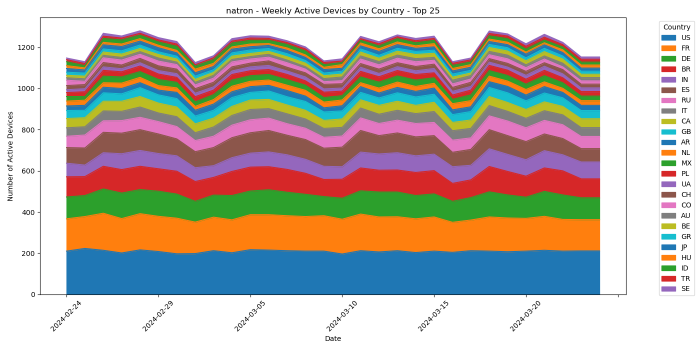 natron - Weekly Active Devices by Country - Top 25
Number of Active Devices
1200
1000
800
600
400
200
0
2024-02-24
2024-02-29
2024-03-05
2024-03-10
2024-03-15
2024-03-20
Date
Country
US
FR
DE
BR
IN
ES
RU
IT
CA
GB
AR
NL
MX
PL
UA
CH
CO
AU
BE
GR
JP
HU
ID
TR
SE